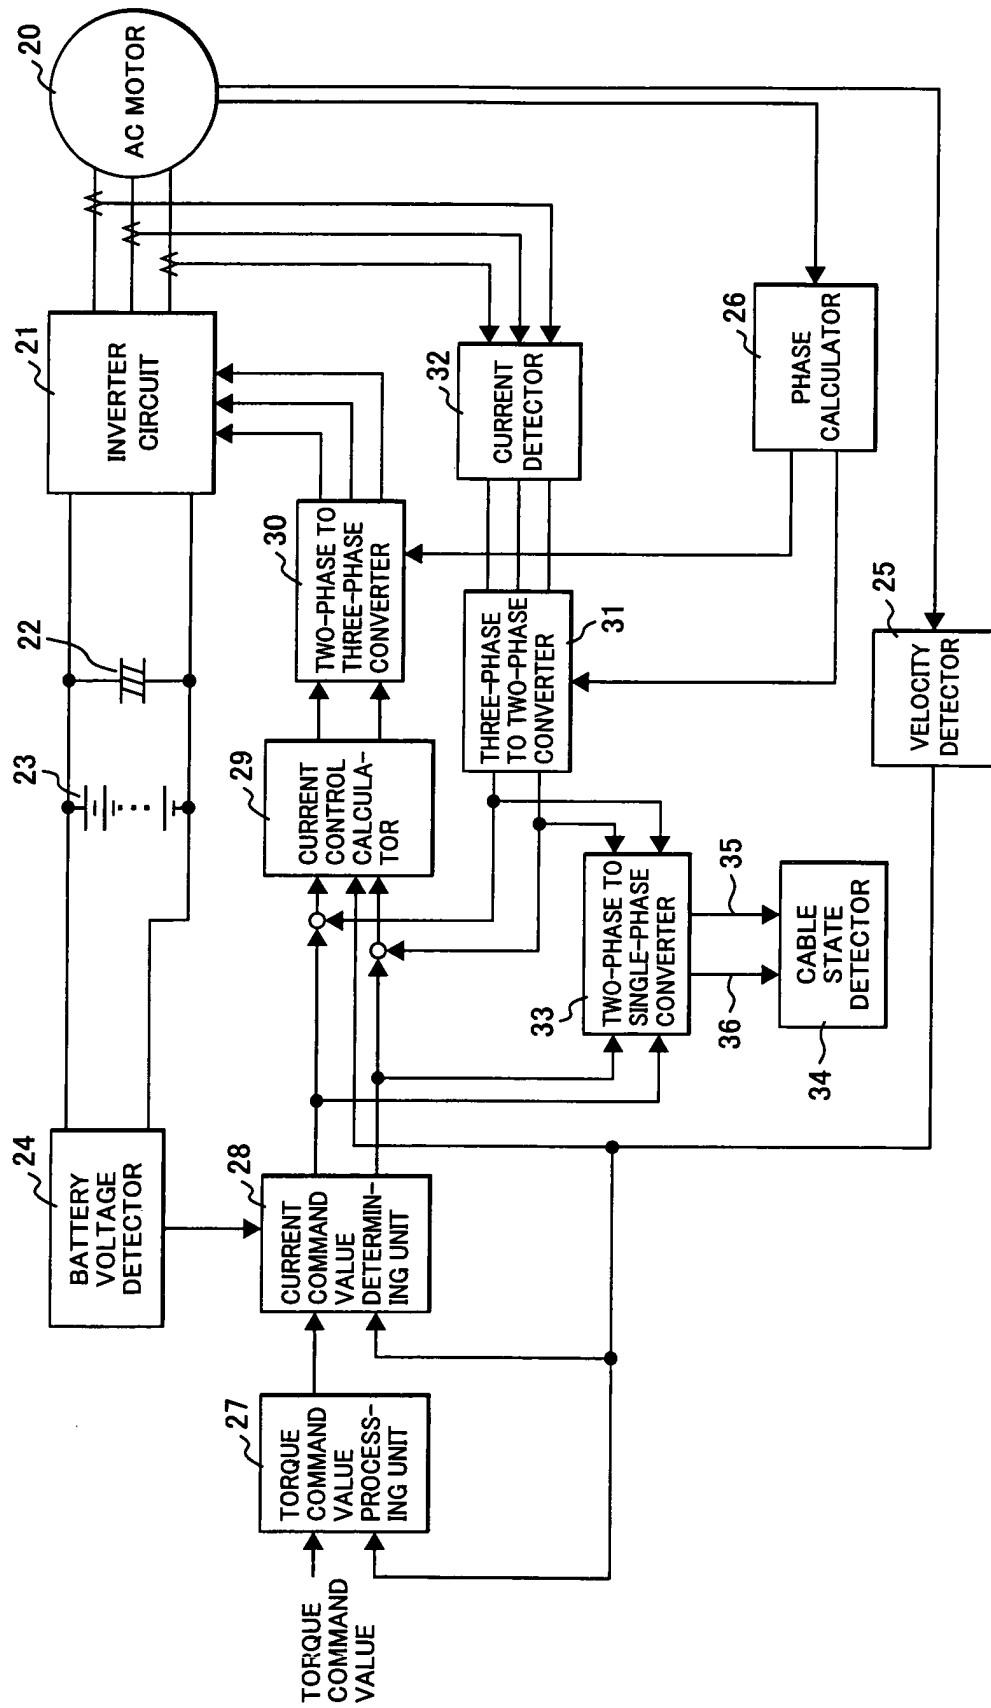 20
AC MOTOR
21
INVERTER
CIRCUIT
22
23
24
BATTERY
VOLTAGE
DETECTOR
30
TWO-PHASE TO
THREE-PHASE
CONVERTER
29
CURRENT
CONTROL
CALCULA-
TOR
28
CURRENT
COMMAND
VALUE
DETERMIN-
ING UNIT
27
TORQUE
COMMAND
VALUE
PROCESS-
ING UNIT
TORQUE
COMMAND
VALUE
32
CURRENT
DETECTOR
31
THREE-PHASE
TO TWO-PHASE
CONVERTER
33
TWO-PHASE TO
SINGLE-PHASE
CONVERTER
35
36
34
CABLE
STATE
DETECTOR
26
PHASE
CALCULATOR
25
VELOCITY
DETECTOR